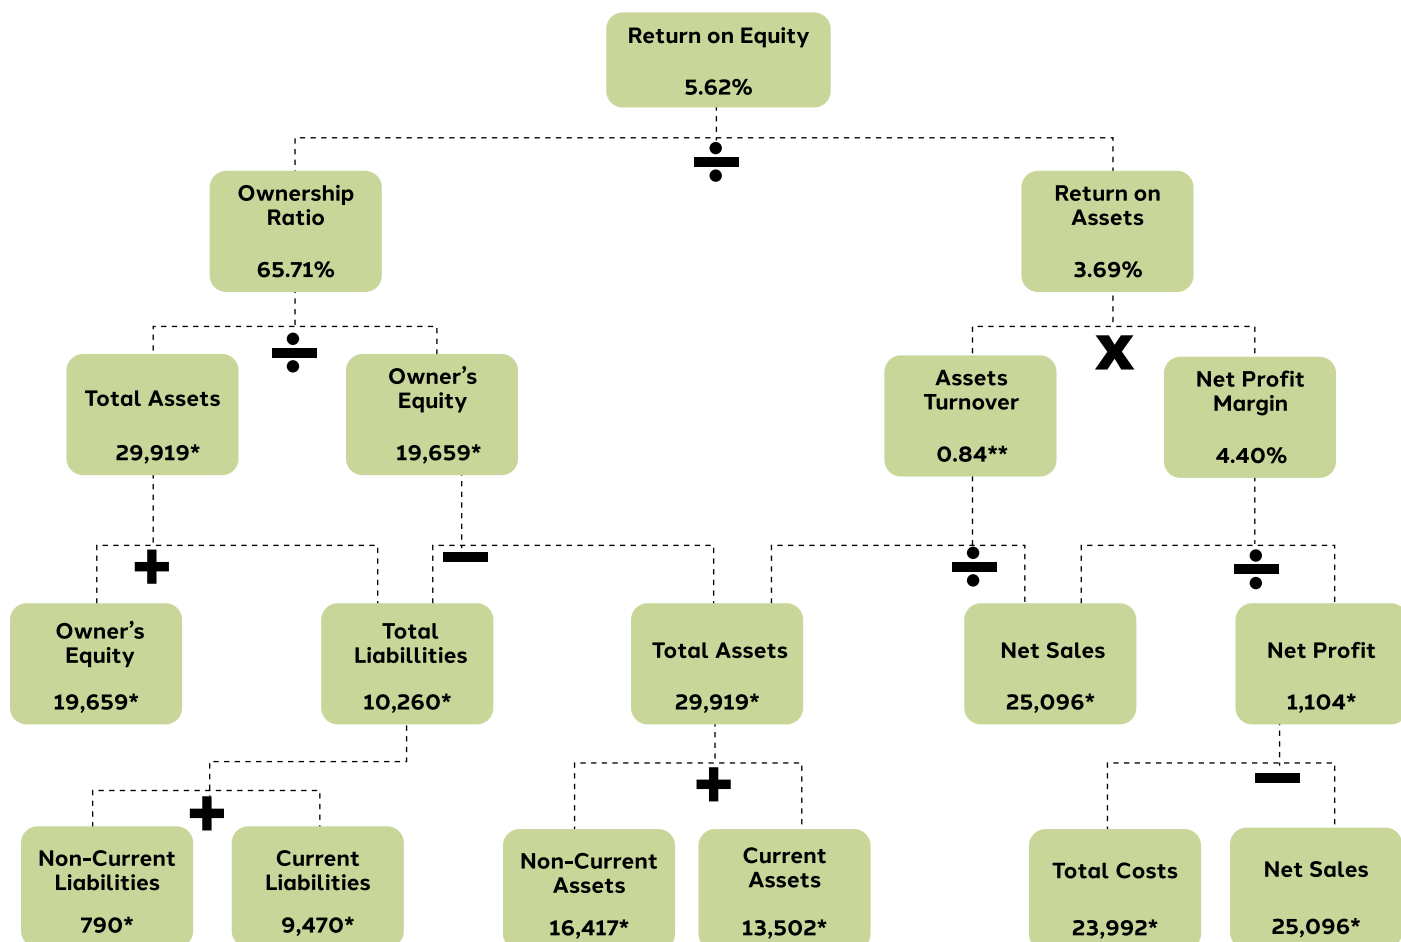 Return on Equity
5.62%
÷
Ownership
Ratio
65.71%
Return on
Assets
3.69%
÷
X
Total Assets
29,919*
Owner’s
Equity
19,659*
Assets
Turnover
0.84**
Net Profit
Margin
4.40%
+
−
÷
÷
Owner’s
Equity
19,659*
Total
Liabillities
10,260*
Total Assets
29,919*
Net Sales
25,096*
Net Profit
1,104*
+
+
−
Non-Current
Liabilities
790*
Current
Liabilities
9,470*
Non-Current
Assets
16,417*
Current
Assets
13,502*
Total Costs
23,992*
Net Sales
25,096*